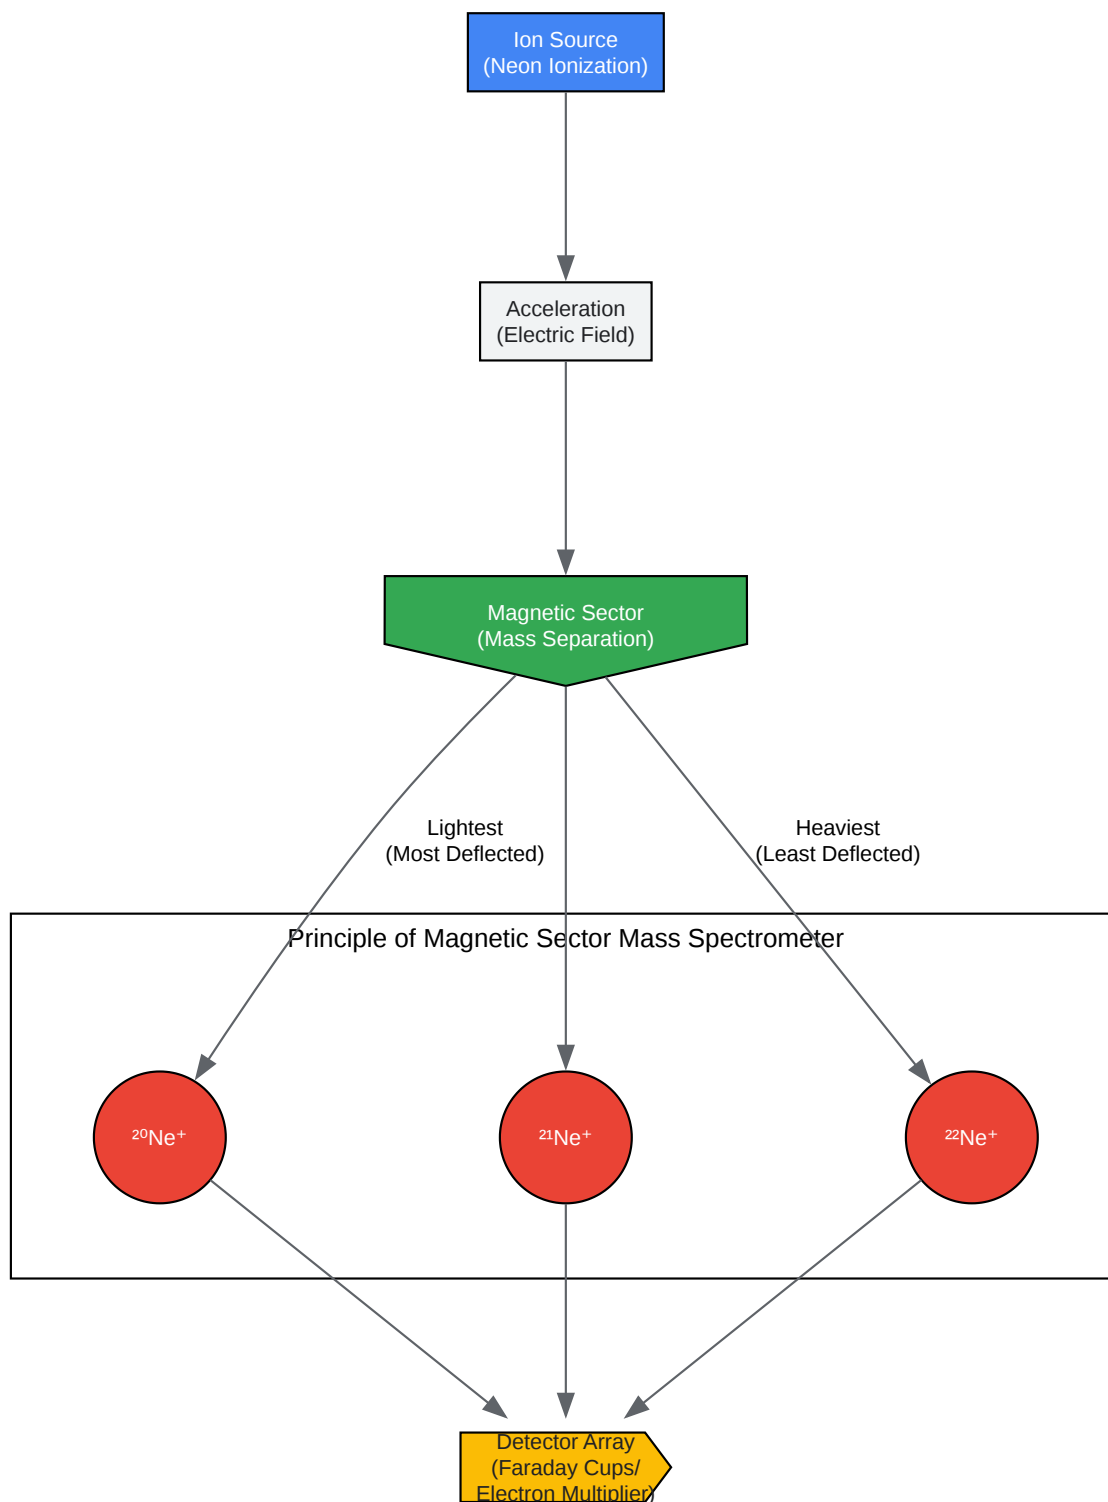 Ion Source
(Neon Ionization)
Acceleration
(Electric Field)
Magnetic Sector
(Mass Separation)
Lightest
(Most Deflected)
Heaviest
(Least Deflected)
Principle of Magnetic Sector Mass Spectrometer
²⁰Ne⁺
²¹Ne⁺
²²Ne⁺
Detector Array
(Faraday Cups/
Electron Multiplier)